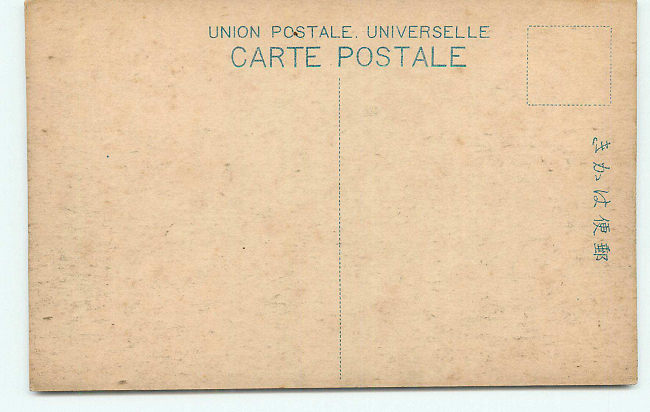 UNION POSTALE. UNIVERSELLE
CARTE POSTALE
郵便はかき